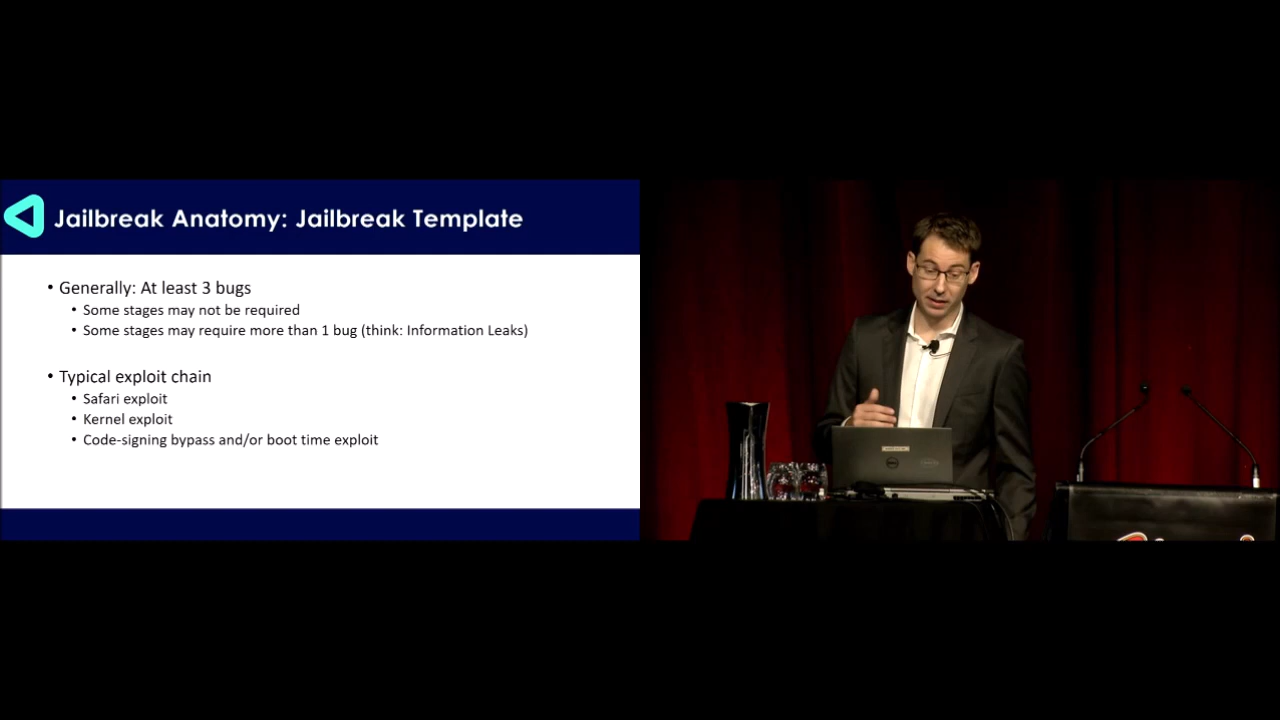 Jailbreak Anatomy: Jailbreak Template
• Generally: At least 3 bugs
• Some stages may not be required
• Some stages may require more than 1 bug (think: Information Leaks)
• Typical exploit chain
• Safari exploit
• Kernel exploit
• Code-signing bypass and/or boot time exploit